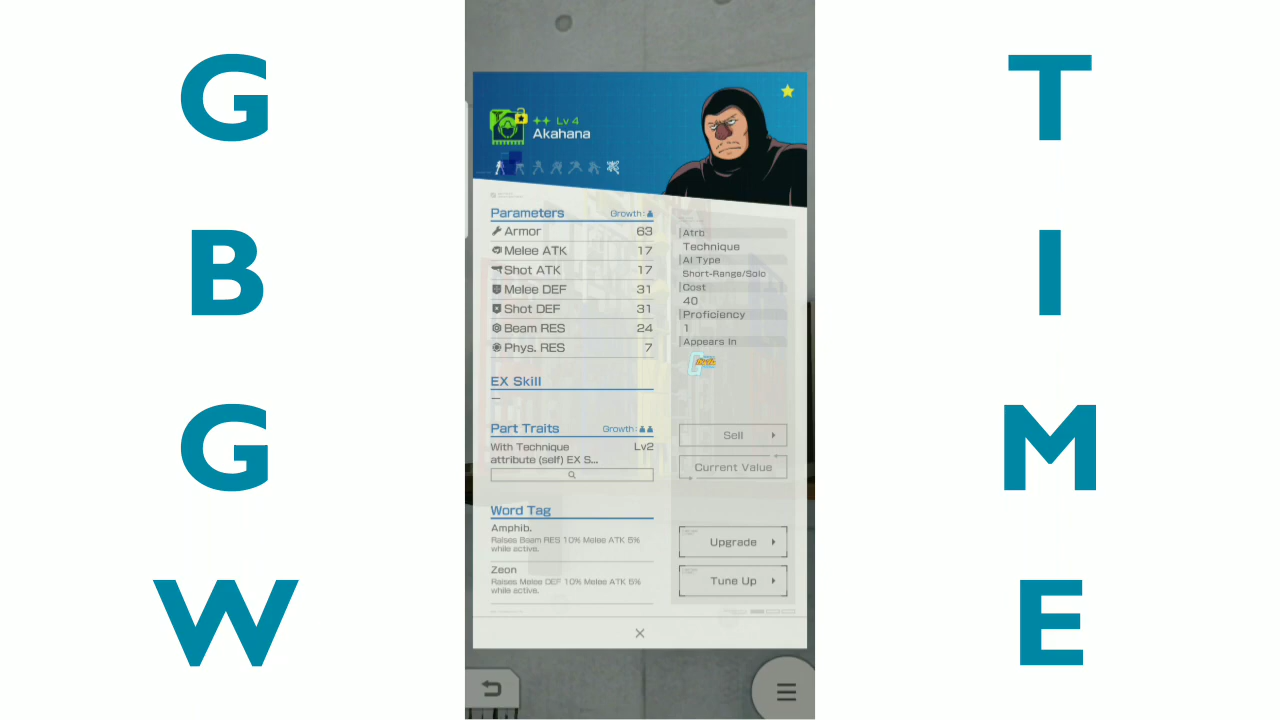 G
B
G
W
Lv 4
Akahana
Parameters
Growth:
Armor 63
Melee ATK 17
Shot ATK 17
Melee DEF 31
Shot DEF 31
Beam RES 24
Phys. RES 7
EX Skill
—
Part Traits
Growth:
With Technique Lv2
attribute (self) EX S...
Word Tag
Amphib.
Raises Beam RES 10% Melee ATK 5%
while active.
Zeon
Raises Melee DEF 10% Melee ATK 5%
while active.
Atrb
Technique
AI Type
Short-Range/Solo
Cost
40
Proficiency
1
Appears In
Sell
Current Value
Upgrade
Tune Up
T
I
M
E